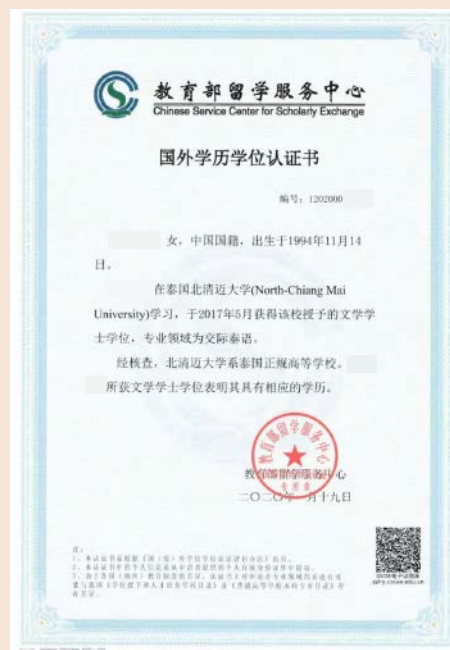 教育部留学服务中心
Chinese Service Center for Scholarly Exchange
国外学历学位认证书
编号：1202000
女，中国国籍，出生于1994年11月14
日。
在泰国北清迈大学(North-Chiang Mai
University)学习，于2017年5月获得该校授予的文学学
士学位，专业领域为交际泰语。
经核查，北清迈大学系泰国正规高等学校。
所获文学学士学位表明其具有相应的学历。
教育部留学服务中心
二〇二〇年 月十九日
注：